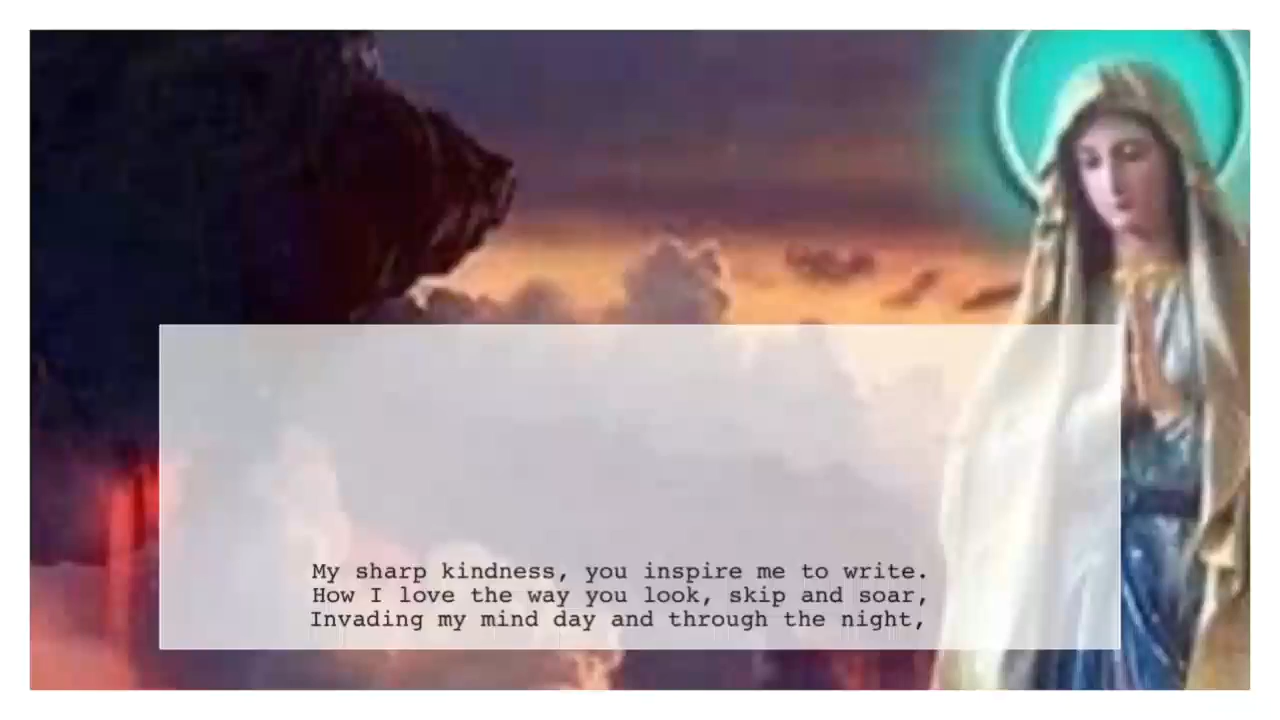 My sharp kindness, you inspire me to write.
How I love the way you look, skip and soar,
Invading my mind day and through the night,